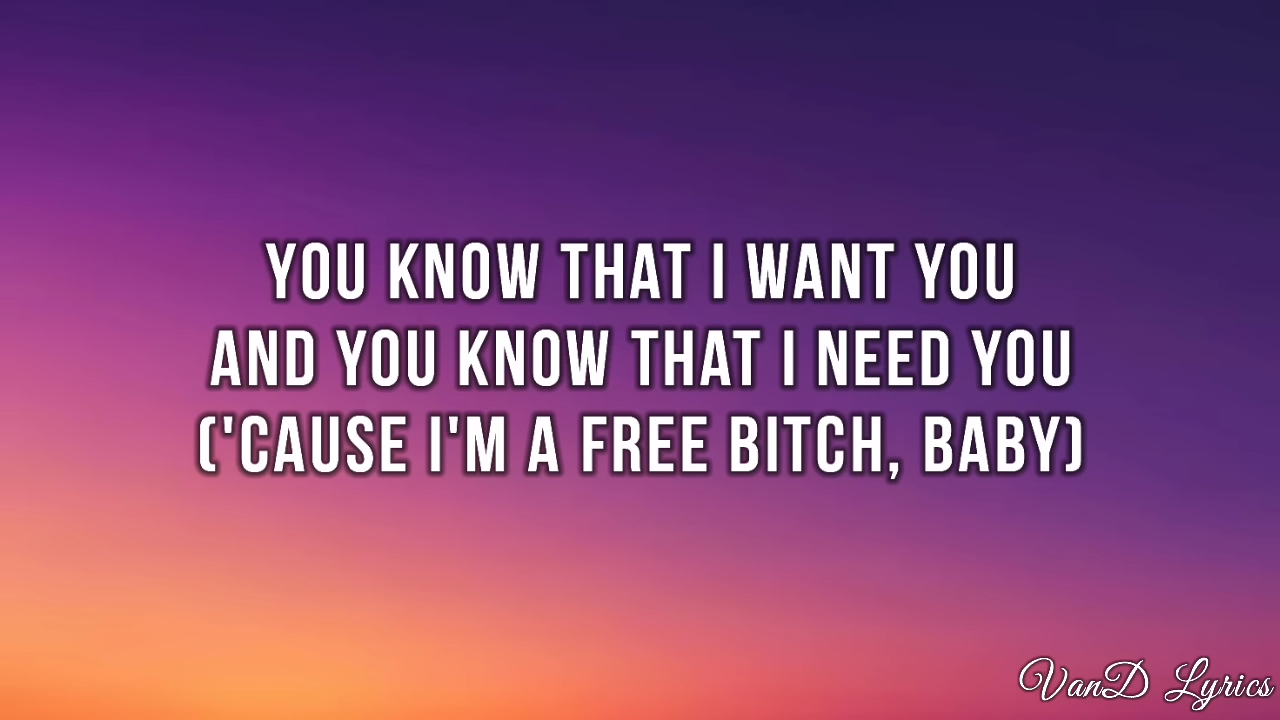 YOU KNOW THAT I WANT YOU
AND YOU KNOW THAT I NEED YOU
('CAUSE I'M A FREE BITCH, BABY)
VanD Lyrics